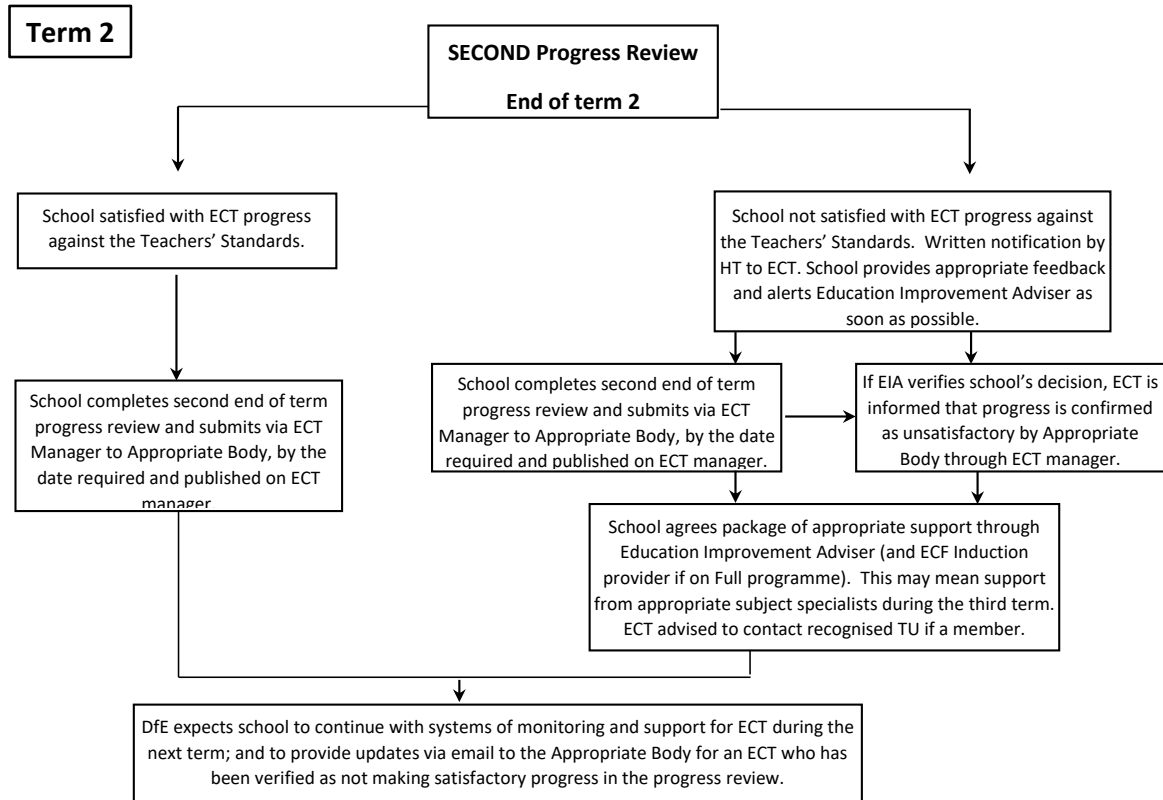 Term 2
SECOND Progress Review
End of term 2
School satisfied with ECT progress
against the Teachers’ Standards.
School not satisfied with ECT progress against
the Teachers’ Standards.  Written notification by
HT to ECT. School provides appropriate feedback
and alerts Education Improvement Adviser as
soon as possible.
School completes second end of term
progress review and submits via ECT
Manager to Appropriate Body, by the
date required and published on ECT
manager
School completes second end of term
progress review and submits via ECT
Manager to Appropriate Body, by the date
required and published on ECT manager.
If EIA verifies school’s decision, ECT is
informed that progress is confirmed
as unsatisfactory by Appropriate
Body through ECT manager.
School agrees package of appropriate support through
Education Improvement Adviser (and ECF Induction
provider if on Full programme).  This may mean support
from appropriate subject specialists during the third term.
ECT advised to contact recognised TU if a member.
DfE expects school to continue with systems of monitoring and support for ECT during the
next term; and to provide updates via email to the Appropriate Body for an ECT who has
been verified as not making satisfactory progress in the progress review.